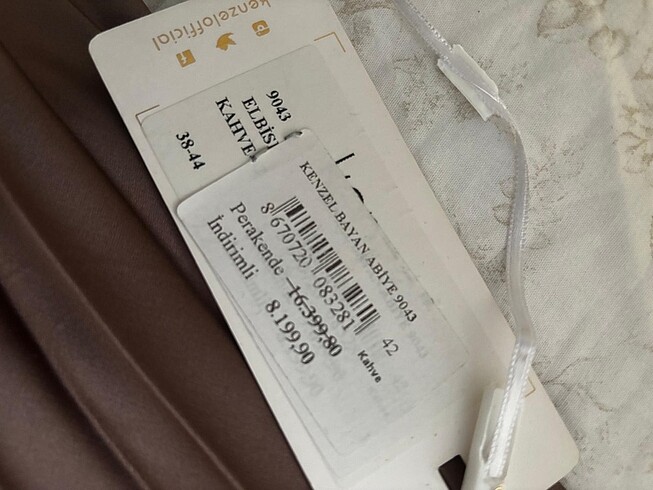 kenzelofficial
9043
ELBİS
KAHVE
38-44
KENZEL BAYAN ABİYE 9043
8 670720 083281
42
Kahve
Perakende 16.399,80
İndirimli 8.199,90